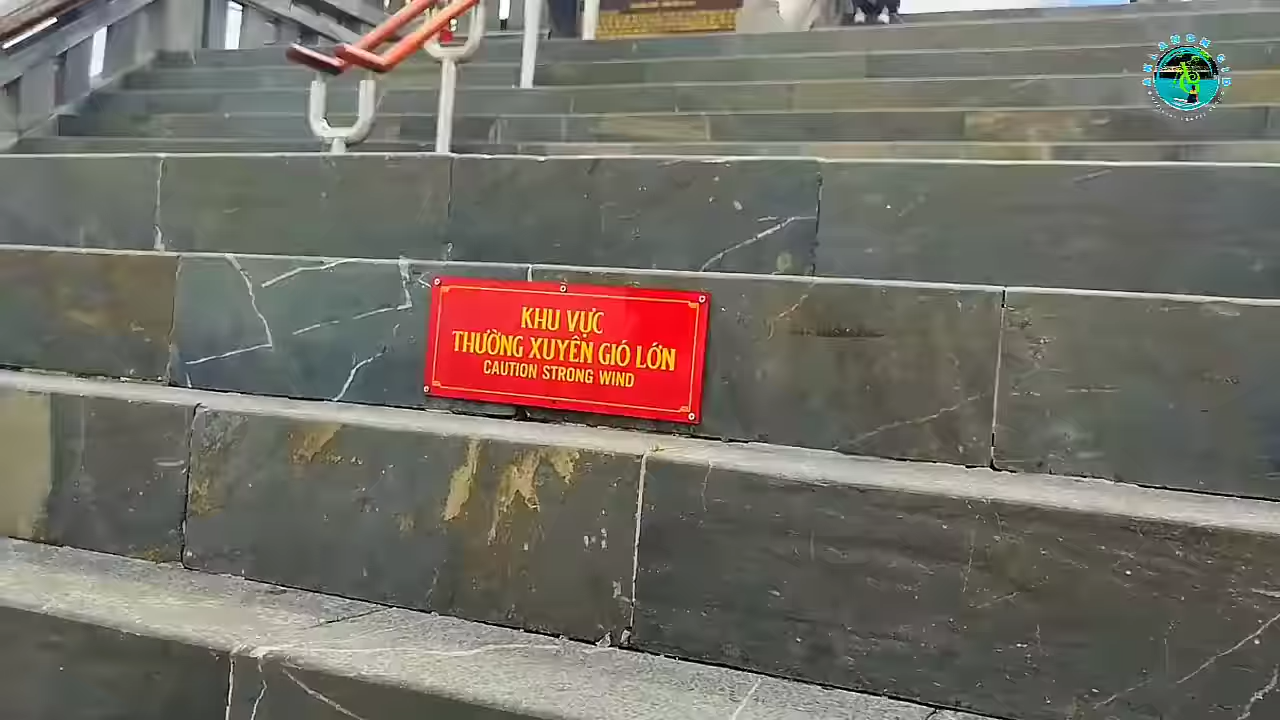 KHU VỰC
THƯỜNG XUYÊN GIÓ LỚN
CAUTION STRONG WIND